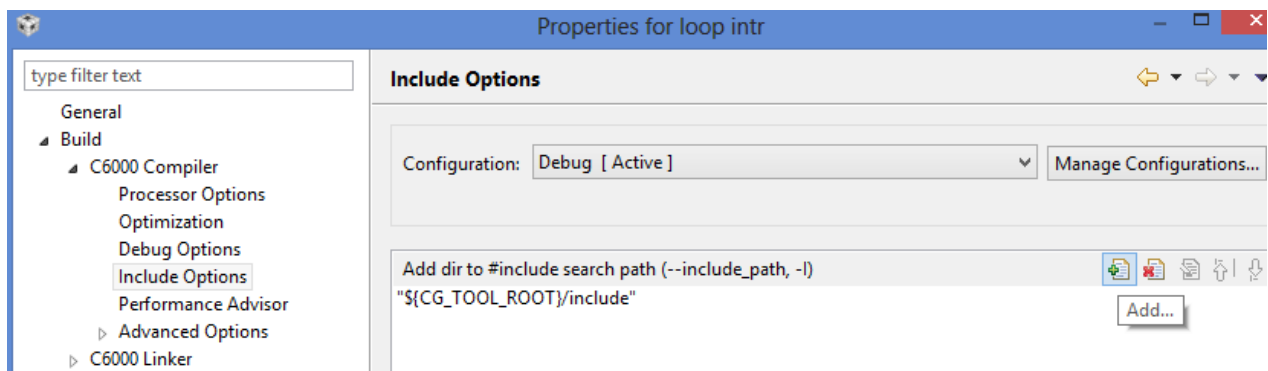 Properties for loop intr
type filter text
General
Build
C6000 Compiler
Processor Options
Optimization
Debug Options
Include Options
Performance Advisor
Advanced Options
C6000 Linker
Include Options
Configuration: Debug [ Active ] Manage Configurations...
Add dir to #include search path (--include_path, -I)
"${CG_TOOL_ROOT}/include"
Add...